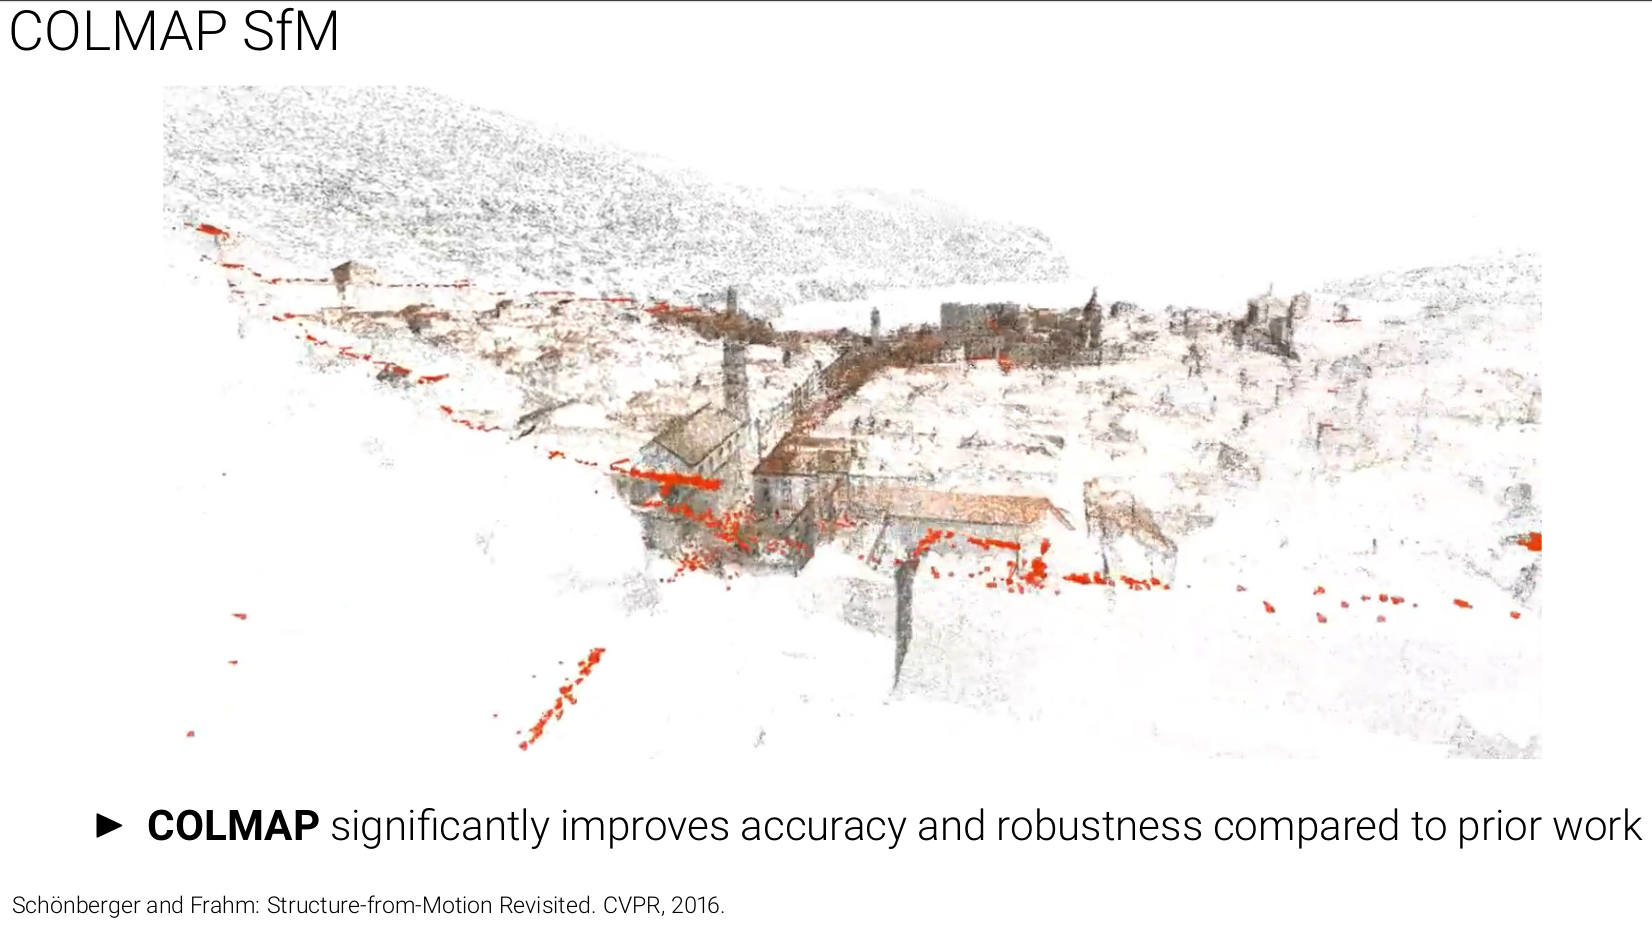 COLMAP SfM
► COLMAP significantly improves accuracy and robustness compared to prior work
Schönberger and Frahm: Structure-from-Motion Revisited. CVPR, 2016.